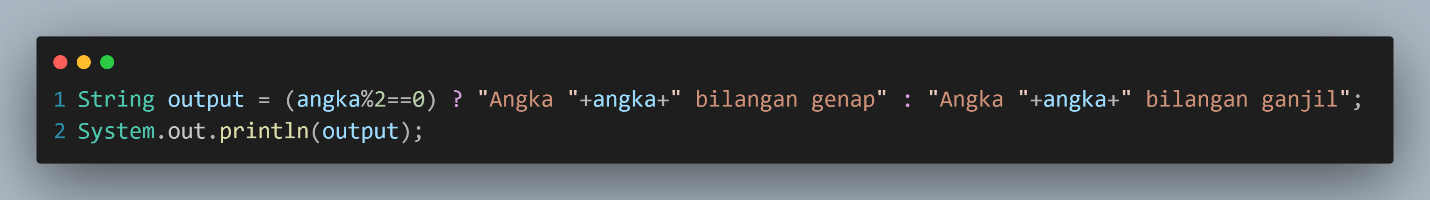 1 String output = (angka%2==0) ? "Angka "+angka+" bilangan genap" : "Angka "+angka+" bilangan ganjil";
2 System.out.println(output);